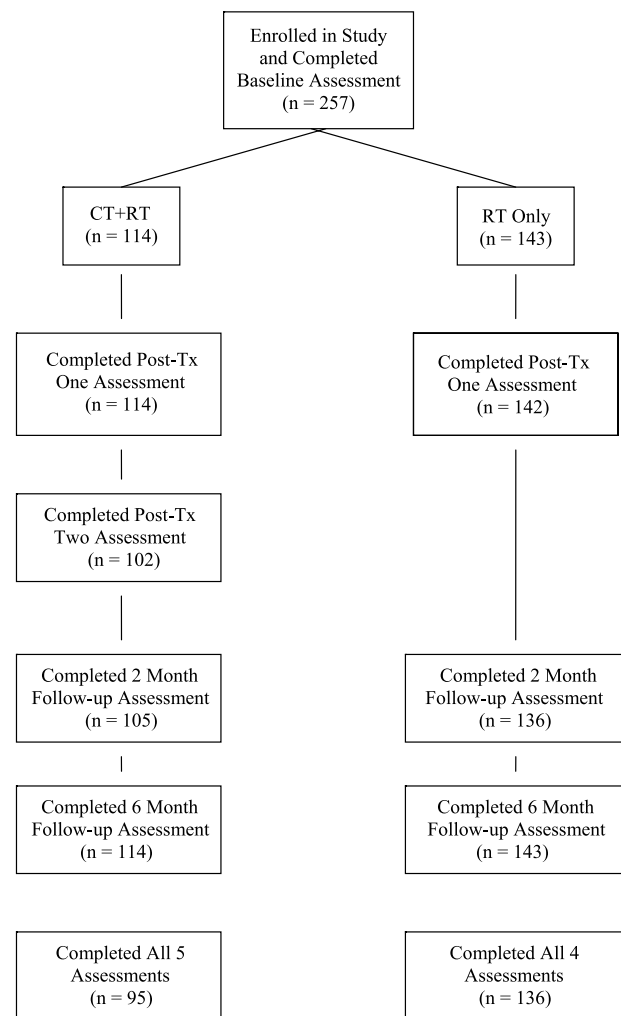 Enrolled in Study
and Completed
Baseline Assessment
(n = 257)
CT+RT
(n = 114)
RT Only
(n = 143)
Completed Post-Tx
One Assessment
(n = 114)
Completed Post-Tx
One Assessment
(n = 142)
Completed Post-Tx
Two Assessment
(n = 102)
Completed 2 Month
Follow-up Assessment
(n = 105)
Completed 2 Month
Follow-up Assessment
(n = 136)
Completed 6 Month
Follow-up Assessment
(n = 114)
Completed 6 Month
Follow-up Assessment
(n = 143)
Completed All 5
Assessments
(n = 95)
Completed All 4
Assessments
(n = 136)